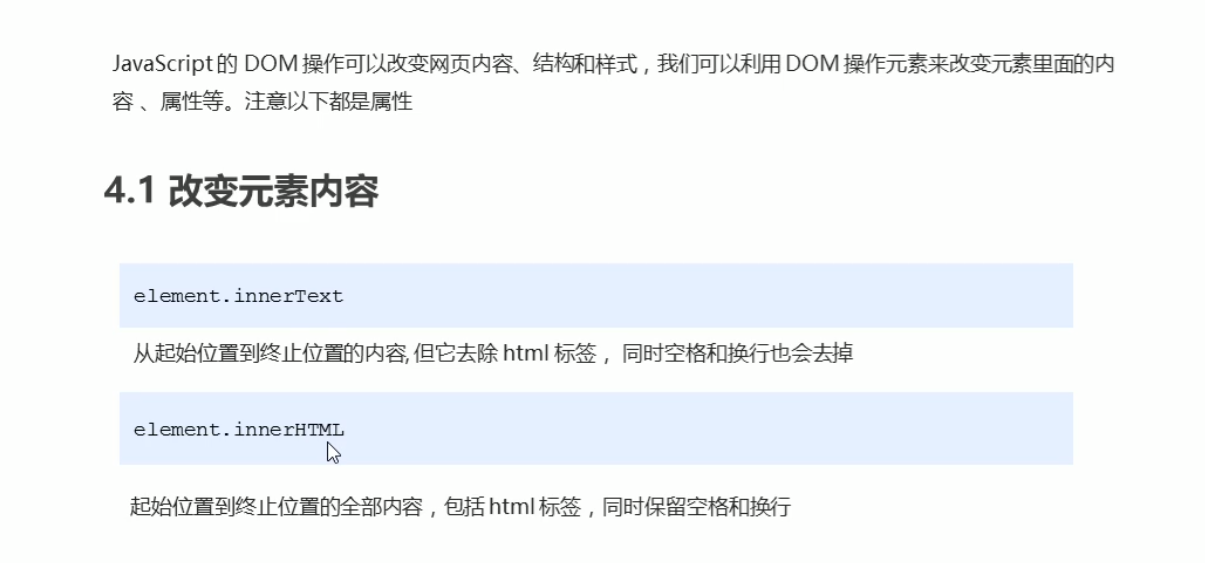 JavaScript 的 DOM 操作可以改变网页内容、结构和样式，我们可以利用 DOM 操作元素来改变元素里面的内
容 、属性等。注意以下都是属性
4.1 改变元素内容
element.innerText
从起始位置到终止位置的内容, 但它去除 html 标签， 同时空格和换行也会去掉
element.innerHTML
起始位置到终止位置的全部内容，包括 html 标签，同时保留空格和换行